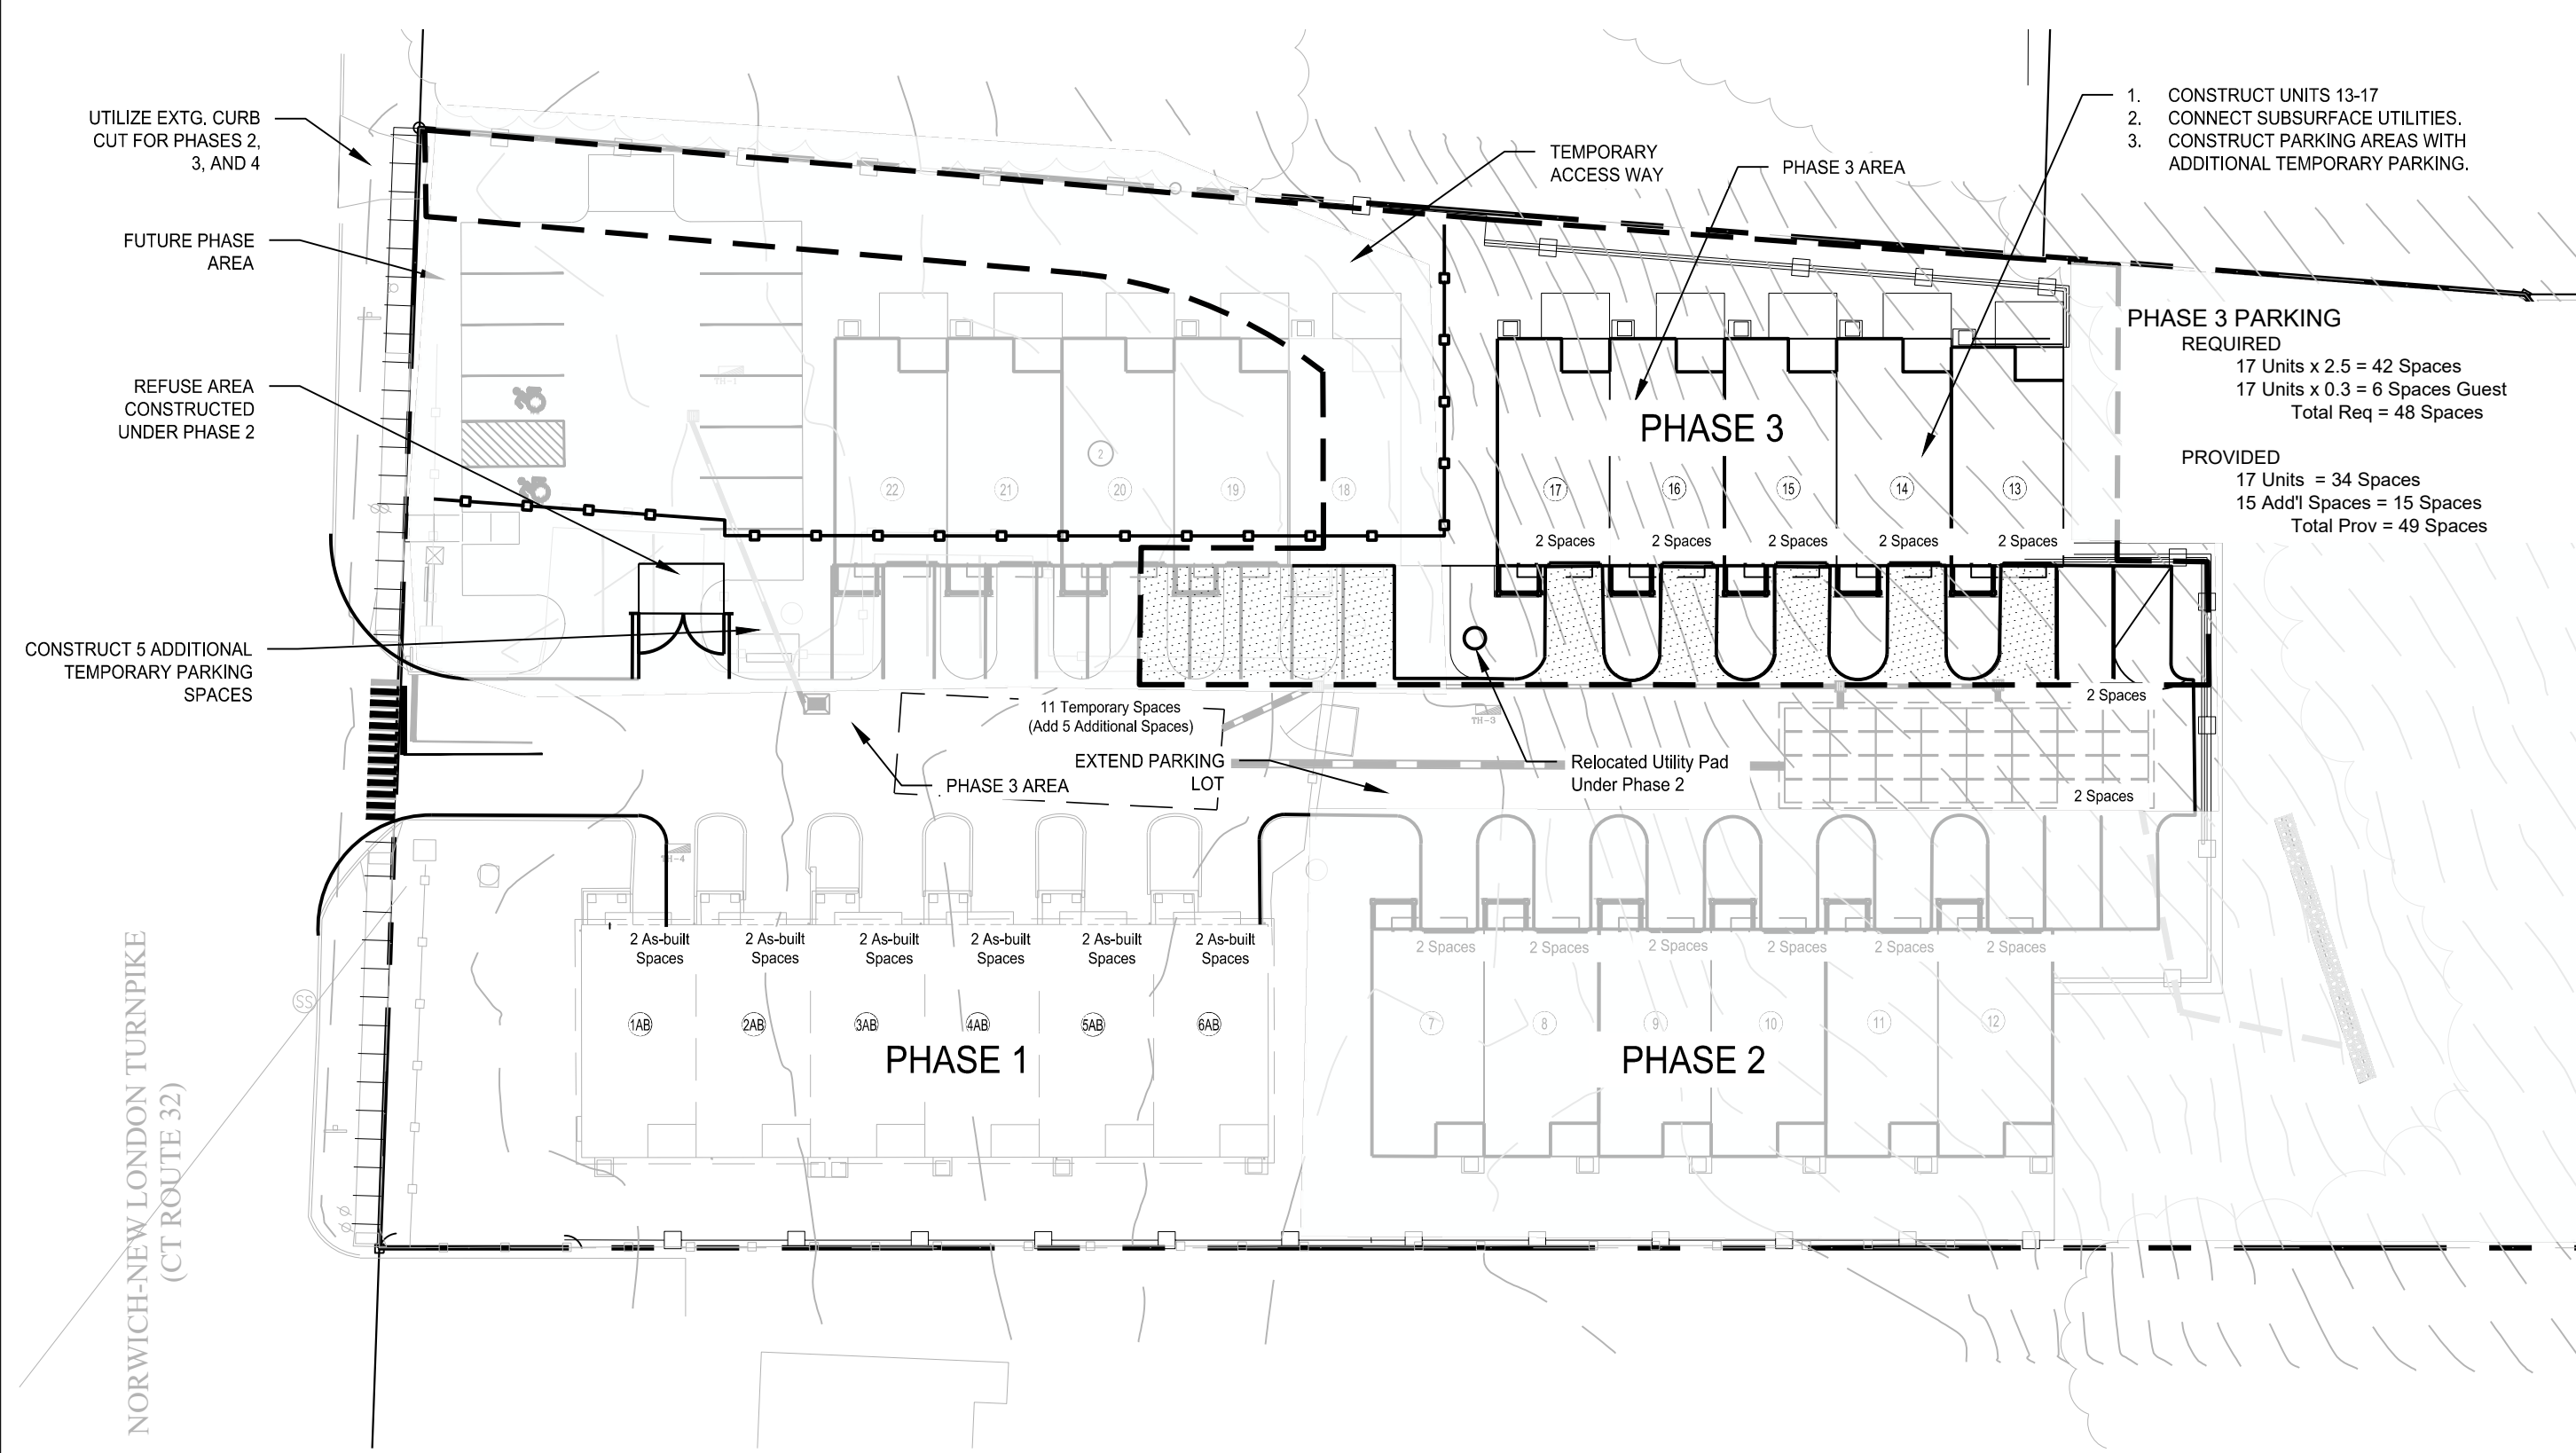 UTILIZE EXTG. CURB
CUT FOR PHASES 2,
3, AND 4
FUTURE PHASE
AREA
REFUSE AREA
CONSTRUCTED
UNDER PHASE 2
CONSTRUCT 5 ADDITIONAL
TEMPORARY PARKING
SPACES
TEMPORARY
ACCESS WAY
PHASE 3 AREA
1. CONSTRUCT UNITS 13-17
2. CONNECT SUBSURFACE UTILITIES.
3. CONSTRUCT PARKING AREAS WITH
ADDITIONAL TEMPORARY PARKING.
PHASE 3 PARKING
REQUIRED
17 Units x 2.5 = 42 Spaces
17 Units x 0.3 = 6 Spaces Guest
Total Req = 48 Spaces
PROVIDED
17 Units = 34 Spaces
15 Add'l Spaces = 15 Spaces
Total Prov = 49 Spaces
TH-1
2
PHASE 3
22
21
20
19
18
17
16
15
14
13
2 Spaces
2 Spaces
2 Spaces
2 Spaces
2 Spaces
2 Spaces
11 Temporary Spaces
(Add 5 Additional Spaces)
TH-3
EXTEND PARKING
LOT
PHASE 3 AREA
Relocated Utility Pad
Under Phase 2
2 Spaces
TH-4
2 As-built
Spaces
2 As-built
Spaces
2 As-built
Spaces
2 As-built
Spaces
2 As-built
Spaces
2 As-built
Spaces
2 Spaces
2 Spaces
2 Spaces
2 Spaces
2 Spaces
2 Spaces
SS
1AB
2AB
3AB
4AB
5AB
6AB
7
8
9
10
11
12
PHASE 1
PHASE 2
NORWICH-NEW LONDON TURNPIKE
(CT ROUTE 32)